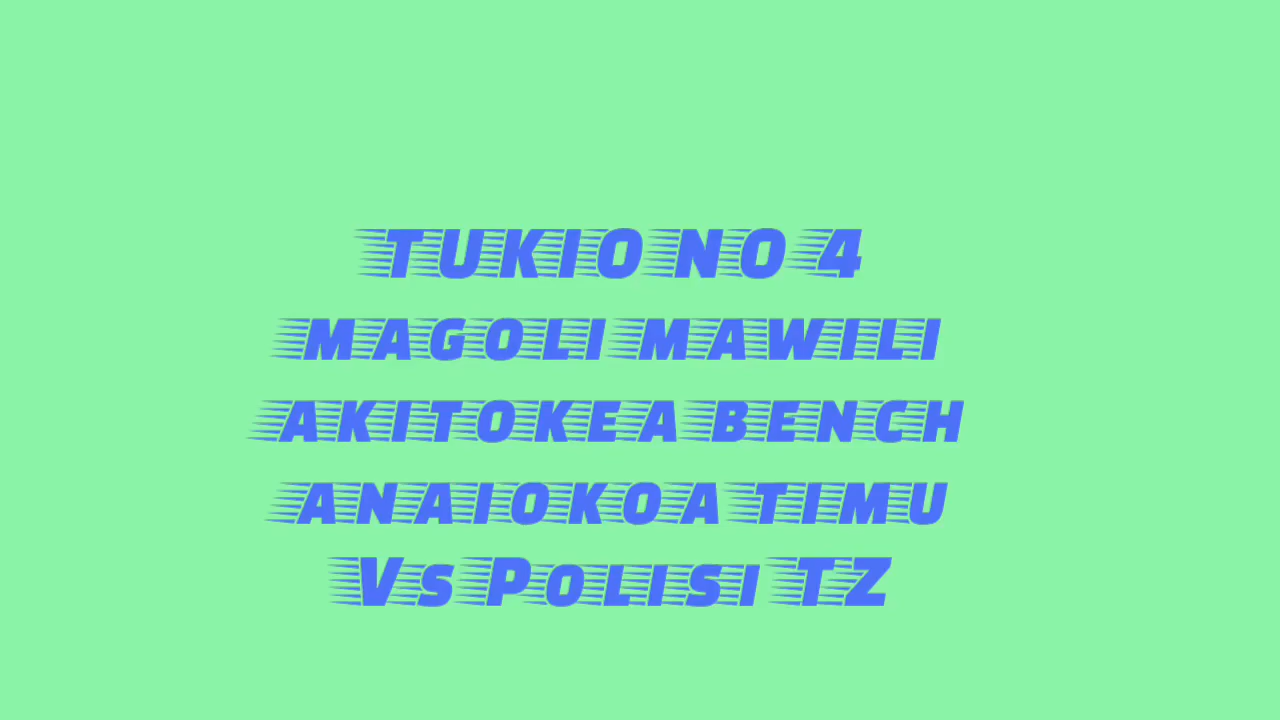 TUKIO NO 4
MAGOLI MAWILI
AKITOKEA BENCH
ANAIOKOA TIMU
Vs Polisi TZ